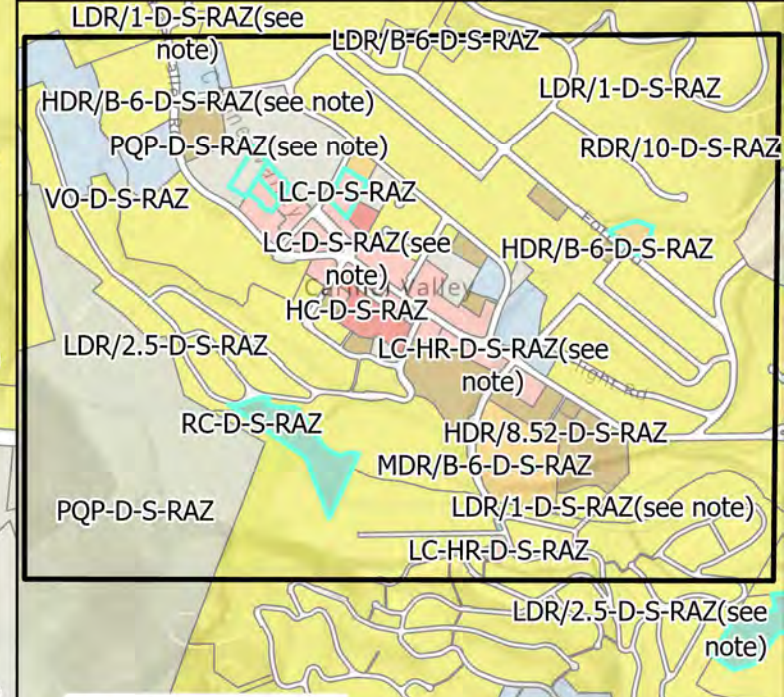 LDR/1-D-S-RAZ(see
note)
LDR/B-6-D-S-RAZ
HDR/B-6-D-S-RAZ(see note)
LDR/1-D-S-RAZ
PQP-D-S-RAZ(see note)
RDR/10-D-S-RAZ
VO-D-S-RAZ
LC-D-S-RAZ
LC-D-S-RAZ(see
note)
HDR/B-6-D-S-RAZ
Carmel Valley
HC-D-S-RAZ
LDR/2.5-D-S-RAZ
LC-HR-D-S-RAZ(see
note)
RC-D-S-RAZ
HDR/8.52-D-S-RAZ
MDR/B-6-D-S-RAZ
PQP-D-S-RAZ
LDR/1-D-S-RAZ(see note)
LC-HR-D-S-RAZ
LDR/2.5-D-S-RAZ(see
note)